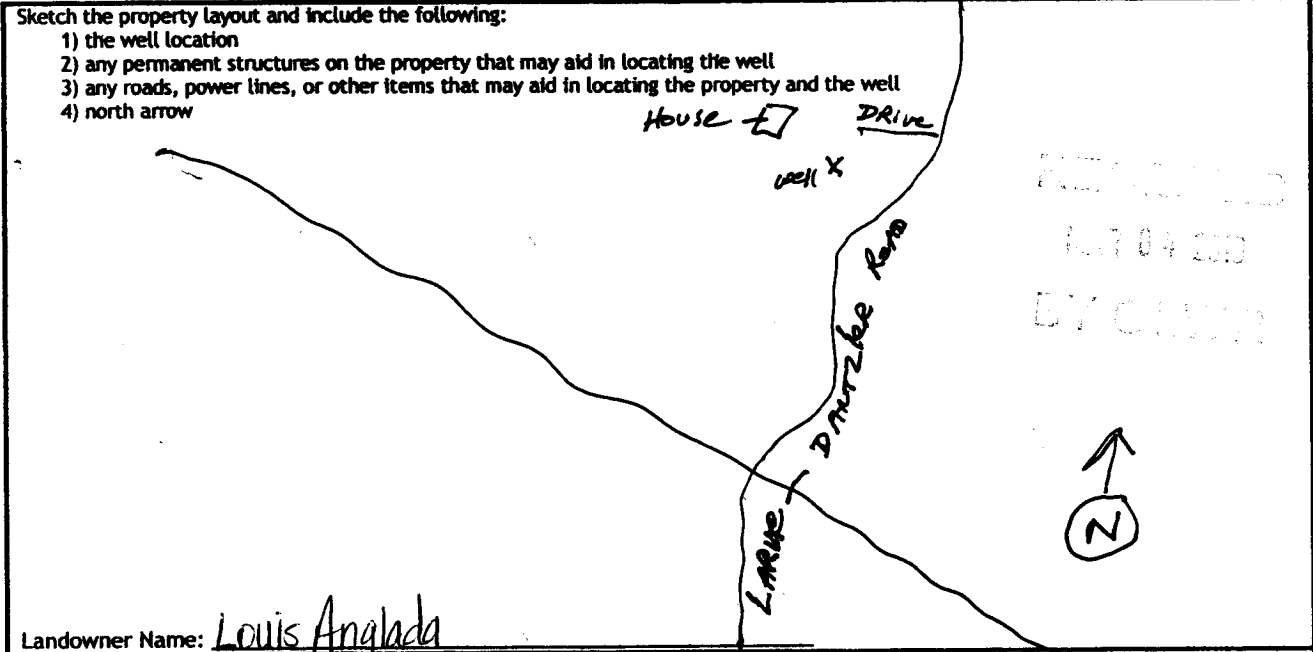 Sketch the property layout and include the following:
1) the well location
2) any permanent structures on the property that may aid in locating the well
3) any roads, power lines, or other items that may aid in locating the property and the well
4) north arrow
House
DRive
well X
LARUE - DANTZLER ROAD
N
Landowner Name: Louis Anglada